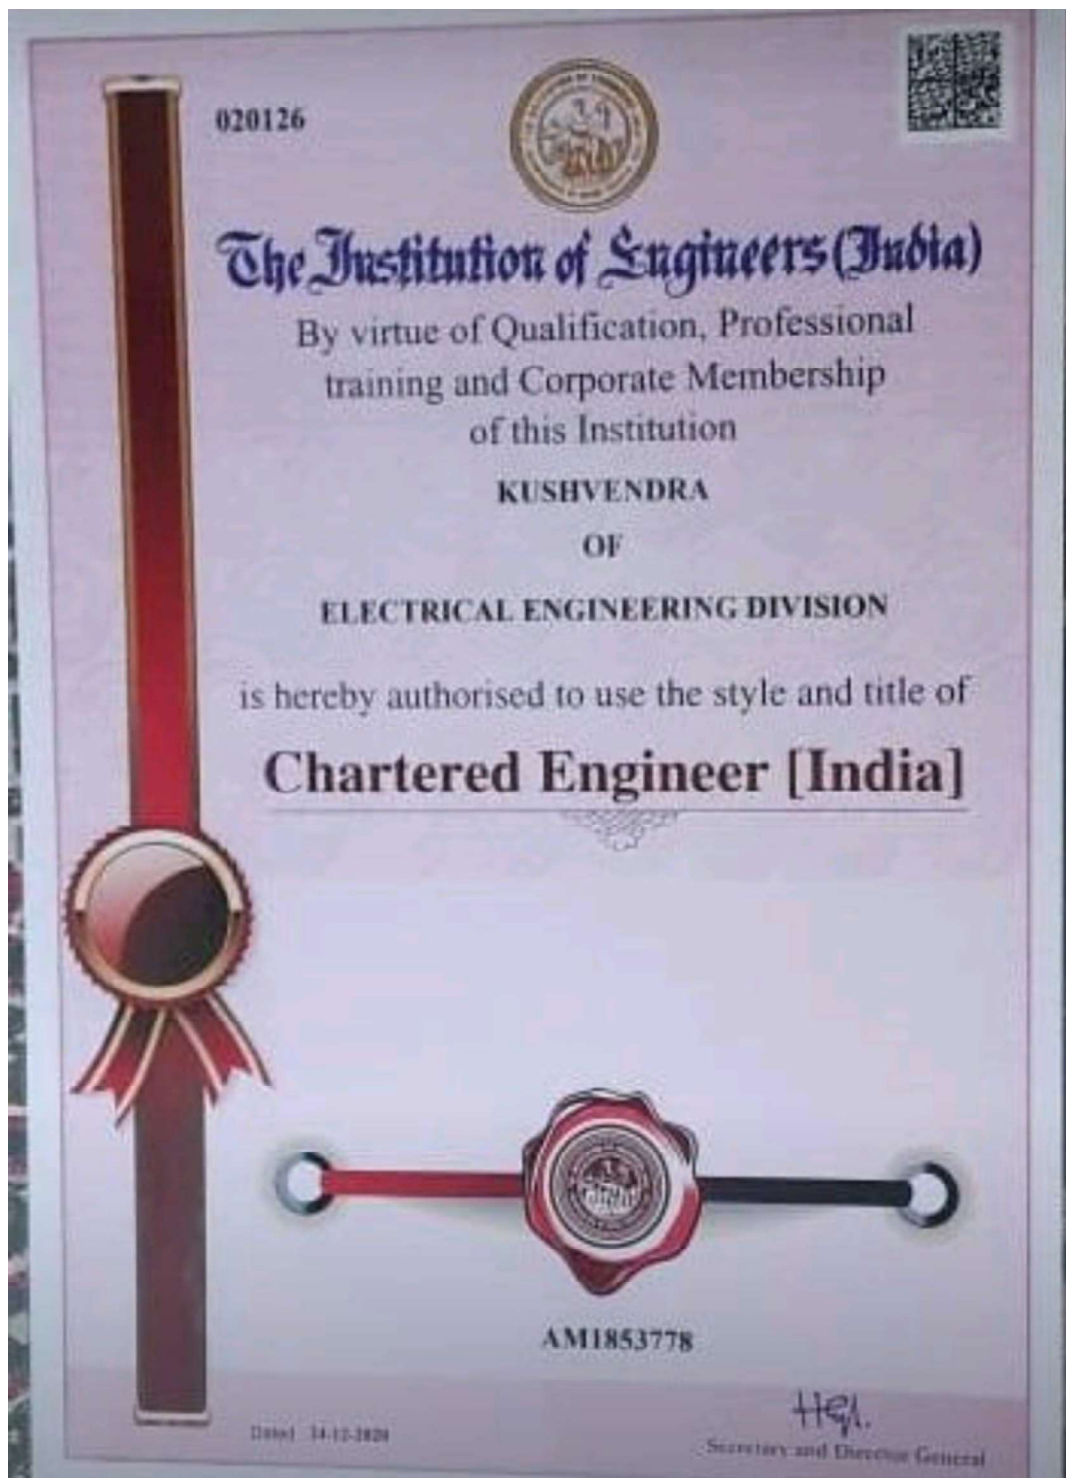 020126
The Institution of Engineers (India)
By virtue of Qualification, Professional
training and Corporate Membership
of this Institution
KUSHVENDRA
OF
ELECTRICAL ENGINEERING DIVISION
is hereby authorised to use the style and title of
Chartered Engineer [India]
AM1853778
Dated
Secretary and Director General